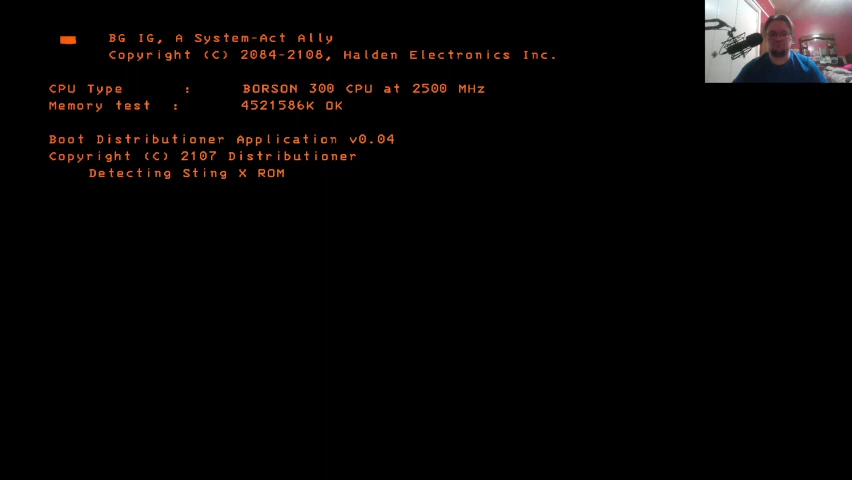 BG IG, A System-Act Ally
Copyright (C) 2084-2108, Halden Electronics Inc.
CPU Type : BORSON 300 CPU at 2500 MHz
Memory test : 4521586K OK
Boot Distributioner Application v0.04
Copyright (C) 2107 Distributioner
Detecting Sting X ROM